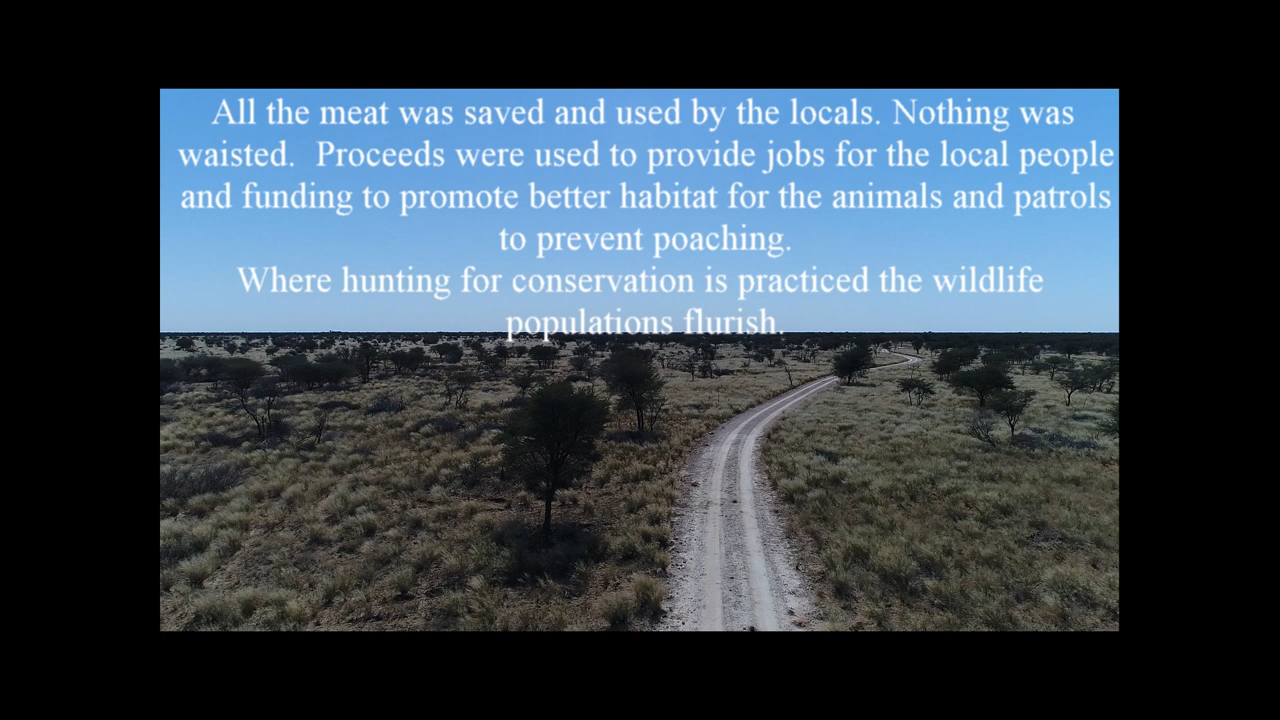 All the meat was saved and used by the locals. Nothing was
waisted.  Proceeds were used to provide jobs for the local people
and funding to promote better habitat for the animals and patrols
to prevent poaching.
Where hunting for conservation is practiced the wildlife
populations flurish.